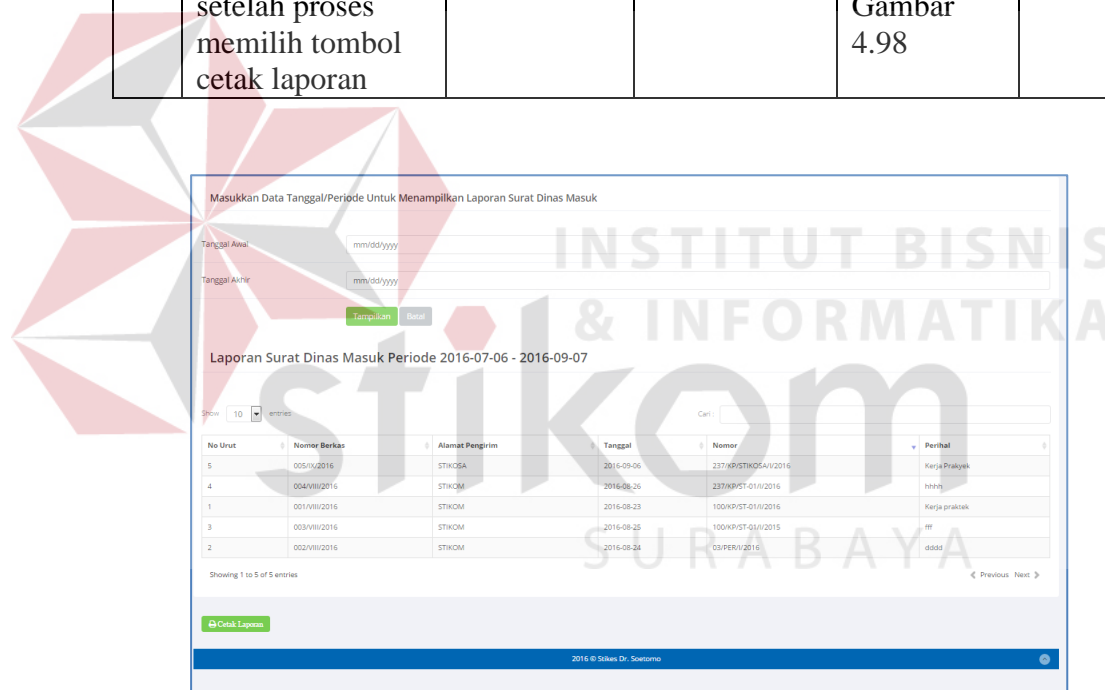 setelah proses
memilih tombol
cetak laporan
Gambar
4.98
Masukkan Data Tanggal/Periode Untuk Menampilkan Laporan Surat Dinas Masuk
Tanggal Awal mm/dd/yyyy
Tanggal Akhir mm/dd/yyyy
Tampilkan Batal
Laporan Surat Dinas Masuk Periode 2016-07-06 - 2016-09-07
Show 10 entries Cari :
No Urut Nomor Berkas Alamat Pengirim Tanggal Nomor Perihal
5 005/IX/2016 STIKOSA 2016-09-06 237/KP/STIKOSA/I/2016 Kerja Prakyek
4 004/VIII/2016 STIKOM 2016-08-26 237/KP/ST-01/I/2016 hhhh
1 001/VIII/2016 STIKOM 2016-08-23 100/KP/ST-01/I/2016 Kerja praktek
3 003/VIII/2016 STIKOM 2016-08-25 100/KP/ST-01/I/2015 fff
2 002/VIII/2016 STIKOM 2016-08-24 03/PER/I/2016 dddd
Showing 1 to 5 of 5 entries Previous Next
Cetak Laporan
2016 © Stikes Dr. Soetomo
INSTITUT BISNIS
& INFORMATIKA
stikom
SURABAYA